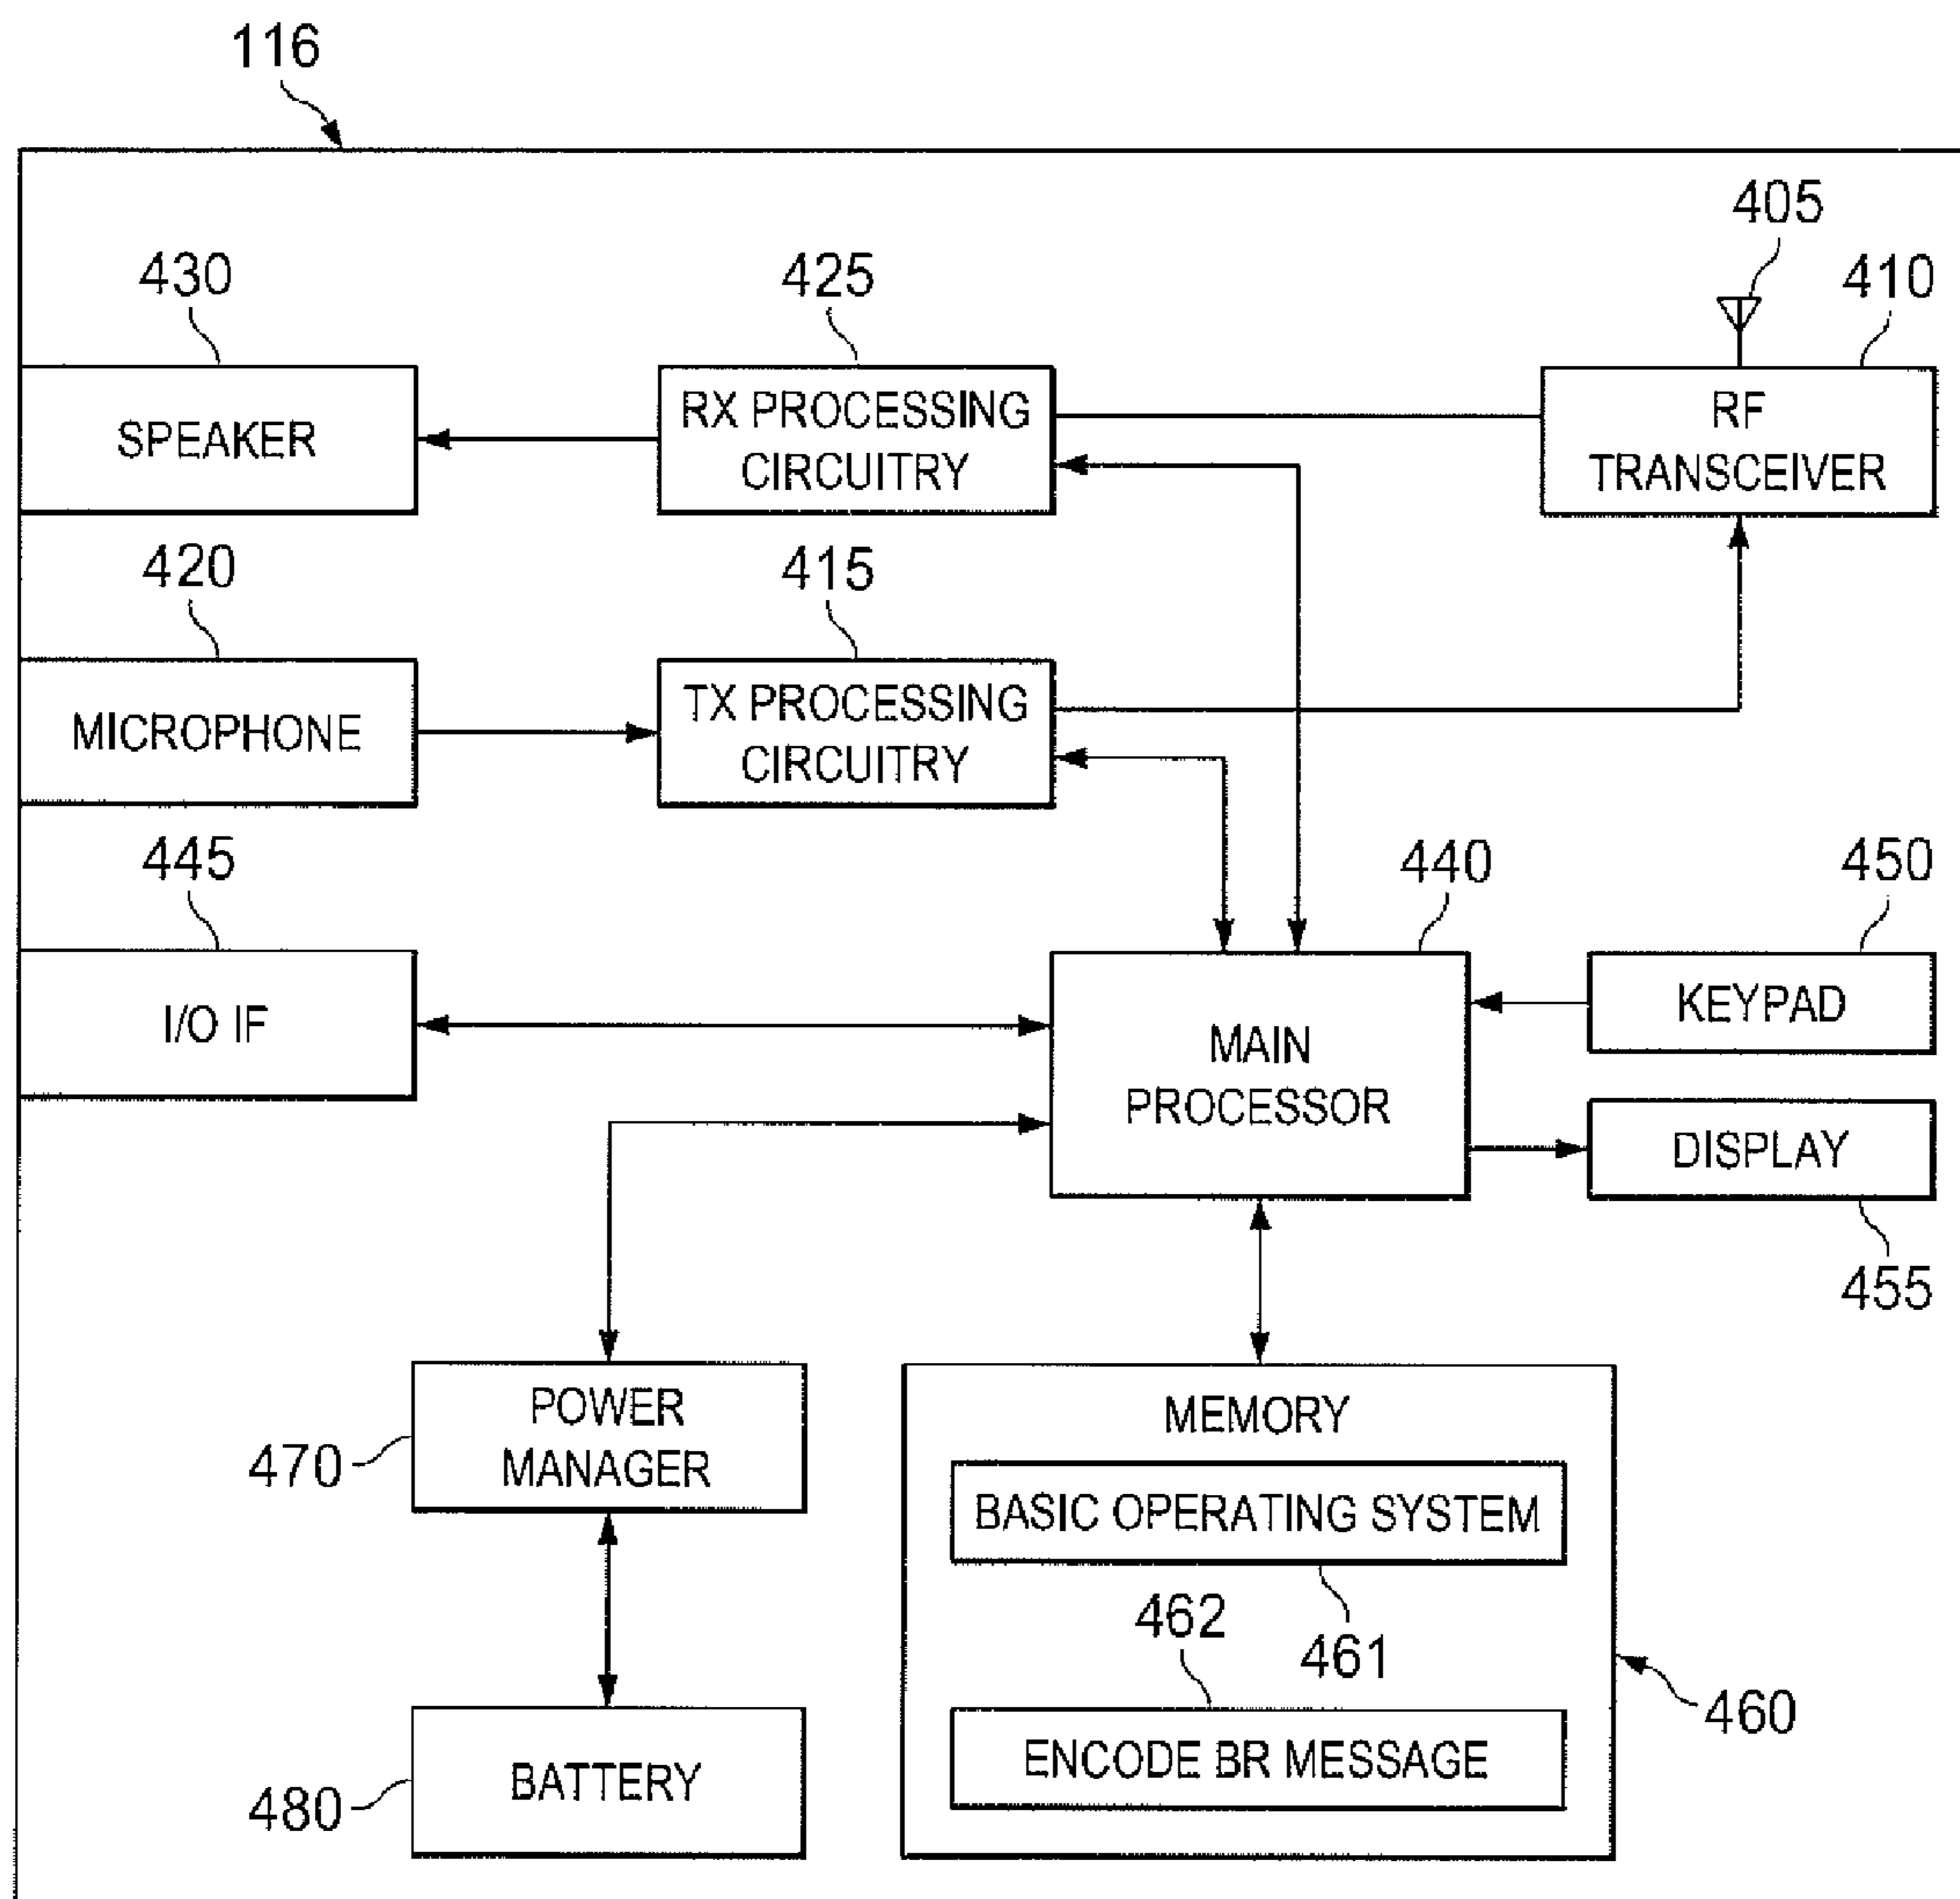 116
405
430
425
410
SPEAKER
RX PROCESSING
CIRCUITRY
RF
TRANSCEIVER
420
415
MICROPHONE
TX PROCESSING
CIRCUITRY
445
440
450
I/O IF
MAIN
PROCESSOR
KEYPAD
DISPLAY
455
POWER
MANAGER
470
MEMORY
BASIC OPERATING SYSTEM
461
462
460
ENCODE BR MESSAGE
BATTERY
480